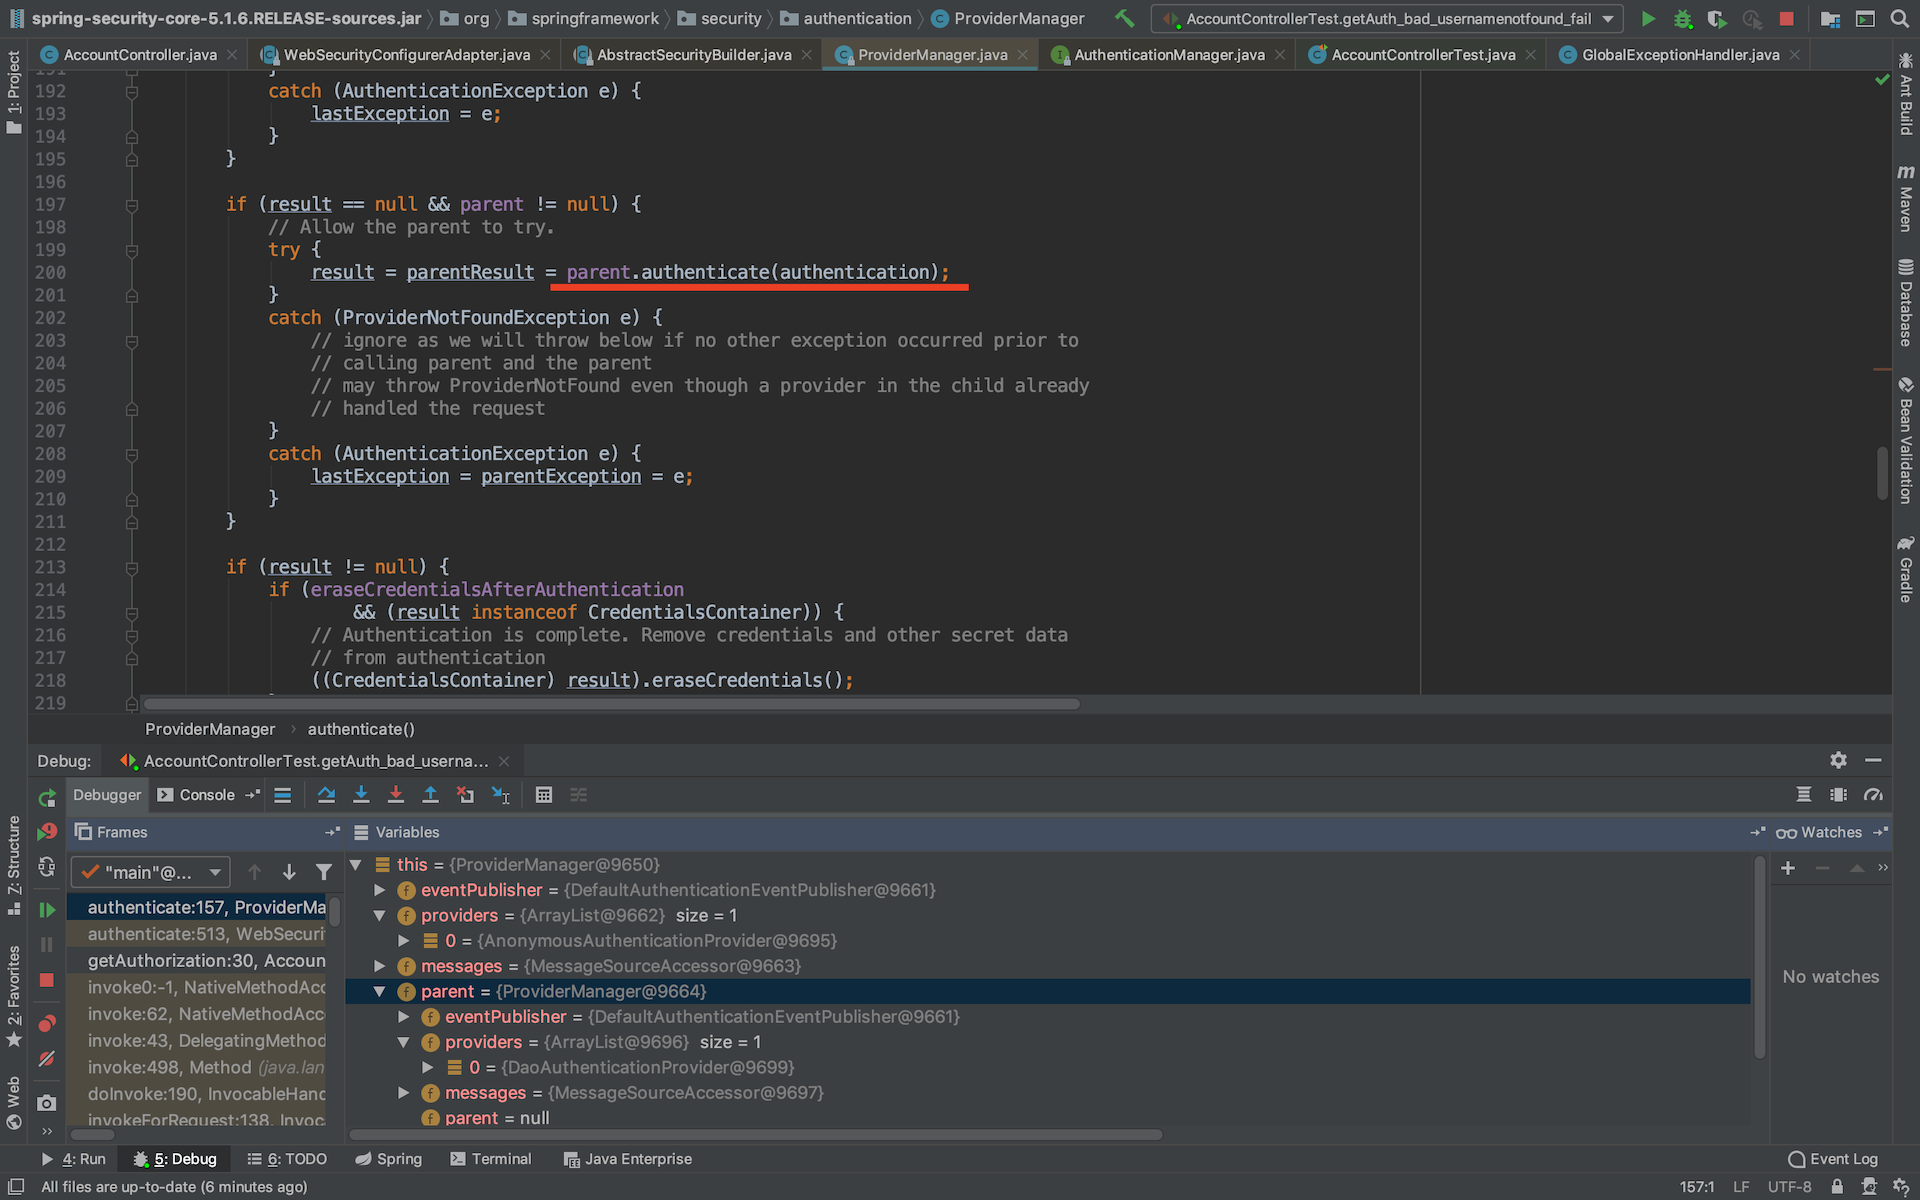 spring-security-core-5.1.6.RELEASE-sources.jar org springframework security authentication ProviderManager AccountControllerTest.getAuth_bad_usernamenotfound_fail
AccountController.java WebSecurityConfigurerAdapter.java AbstractSecurityBuilder.java ProviderManager.java AuthenticationManager.java AccountControllerTest.java GlobalExceptionHandler.java
1: Project
Z: Structure
2: Favorites
Web
191 }
192 catch (AuthenticationException e) {
193 lastException = e;
194 }
195 }
196
197 if (result == null && parent != null) {
198 // Allow the parent to try.
199 try {
200 result = parentResult = parent.authenticate(authentication);
201 }
202 catch (ProviderNotFoundException e) {
203 // ignore as we will throw below if no other exception occurred prior to
204 // calling parent and the parent
205 // may throw ProviderNotFound even though a provider in the child already
206 // handled the request
207 }
208 catch (AuthenticationException e) {
209 lastException = parentException = e;
210 }
211 }
212
213 if (result != null) {
214 if (eraseCredentialsAfterAuthentication
215 && (result instanceof CredentialsContainer)) {
216 // Authentication is complete. Remove credentials and other secret data
217 // from authentication
218 ((CredentialsContainer) result).eraseCredentials();
219
Ant Build
Maven
Database
Bean Validation
Gradle
ProviderManager authenticate()
Debug: AccountControllerTest.getAuth_bad_userna...
Debugger Console
Frames Variables Watches
"main"@...
authenticate:157, ProviderMa
authenticate:513, WebSecurit
getAuthorization:30, Accoun
invoke0:-1, NativeMethodAcc
invoke:62, NativeMethodAcc
invoke:43, DelegatingMethod
invoke:498, Method (java.lan
doInvoke:190, InvocableHand
invokeForRequest:138, Invoc
this = {ProviderManager@9650}
eventPublisher = {DefaultAuthenticationEventPublisher@9661}
providers = {ArrayList@9662} size = 1
0 = {AnonymousAuthenticationProvider@9695}
messages = {MessageSourceAccessor@9663}
parent = {ProviderManager@9664}
eventPublisher = {DefaultAuthenticationEventPublisher@9661}
providers = {ArrayList@9696} size = 1
0 = {DaoAuthenticationProvider@9699}
messages = {MessageSourceAccessor@9697}
parent = null
No watches
4: Run 5: Debug 6: TODO Spring Terminal Java Enterprise Event Log
All files are up-to-date (6 minutes ago) 157:1 LF UTF-8